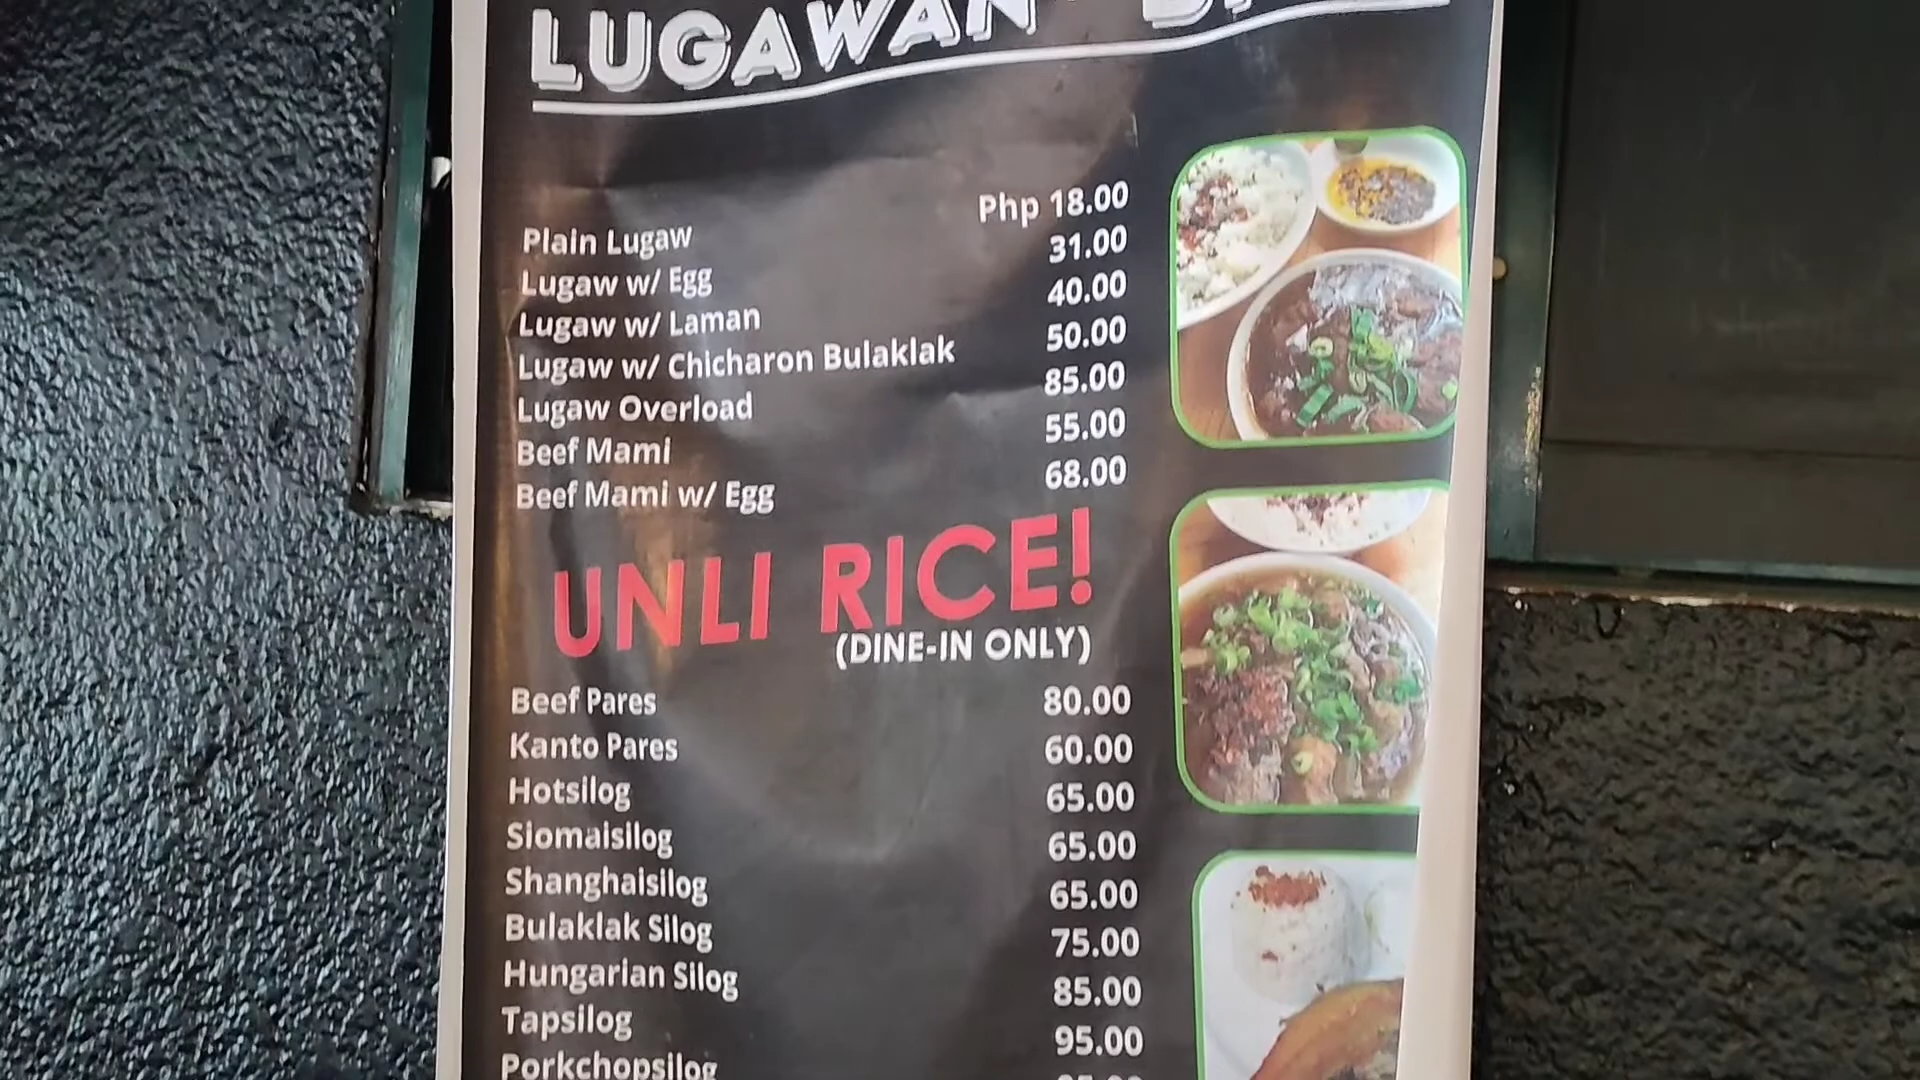 LUGAWAN
Plain Lugaw Php 18.00
Lugaw w/ Egg 31.00
Lugaw w/ Laman 40.00
Lugaw w/ Chicharon Bulaklak 50.00
Lugaw Overload 85.00
Beef Mami 55.00
Beef Mami w/ Egg 68.00
UNLI RICE!
(DINE-IN ONLY)
Beef Pares 80.00
Kanto Pares 60.00
Hotsilog 65.00
Siomaisilog 65.00
Shanghaisilog 65.00
Bulaklak Silog 75.00
Hungarian Silog 85.00
Tapsilog 95.00
Porkchopsilog